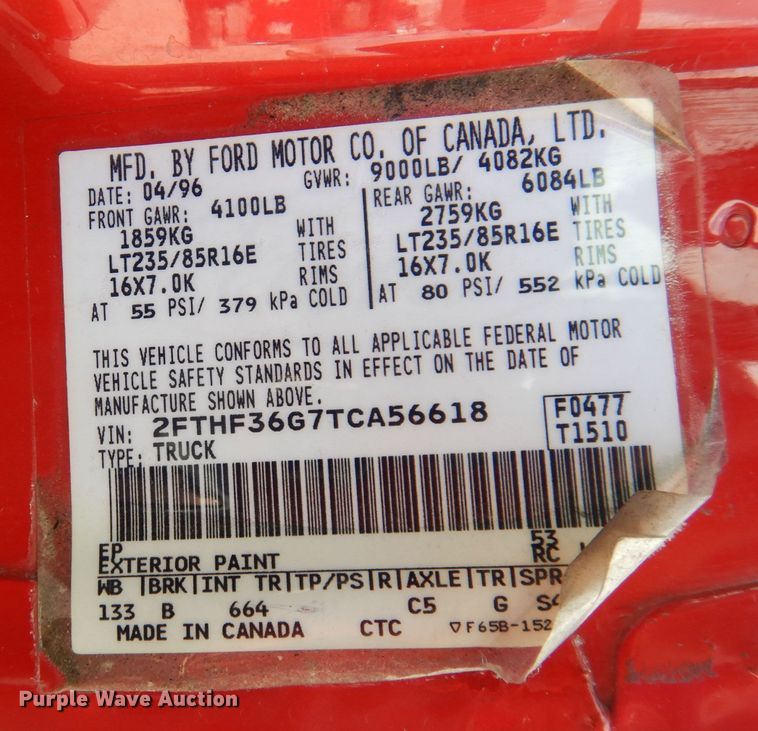 MFD. BY FORD MOTOR CO. OF CANADA, LTD.
DATE: 04/96 GVWR: 9000LB/ 4082KG
FRONT GAWR: 4100LB
1859KG WITH
LT235/85R16E TIRES
16X7.0K RIMS
AT 55 PSI/ 379 kPa COLD
REAR GAWR: 6084LB
2759KG WITH
LT235/85R16E TIRES
16X7.0K RIMS
AT 80 PSI/ 552 kPa COLD
THIS VEHICLE CONFORMS TO ALL APPLICABLE FEDERAL MOTOR
VEHICLE SAFETY STANDARDS IN EFFECT ON THE DATE OF
MANUFACTURE SHOWN ABOVE.
VIN: 2FTHF36G7TCA56618 F0477
TYPE: TRUCK T1510
EP 53
EXTERIOR PAINT RC
WB |BRK|INT TR|TP/PS|R|AXLE|TR|SPR
133 B 664 C5 G S4
MADE IN CANADA CTC ▽F65B-152
Purple Wave Auction